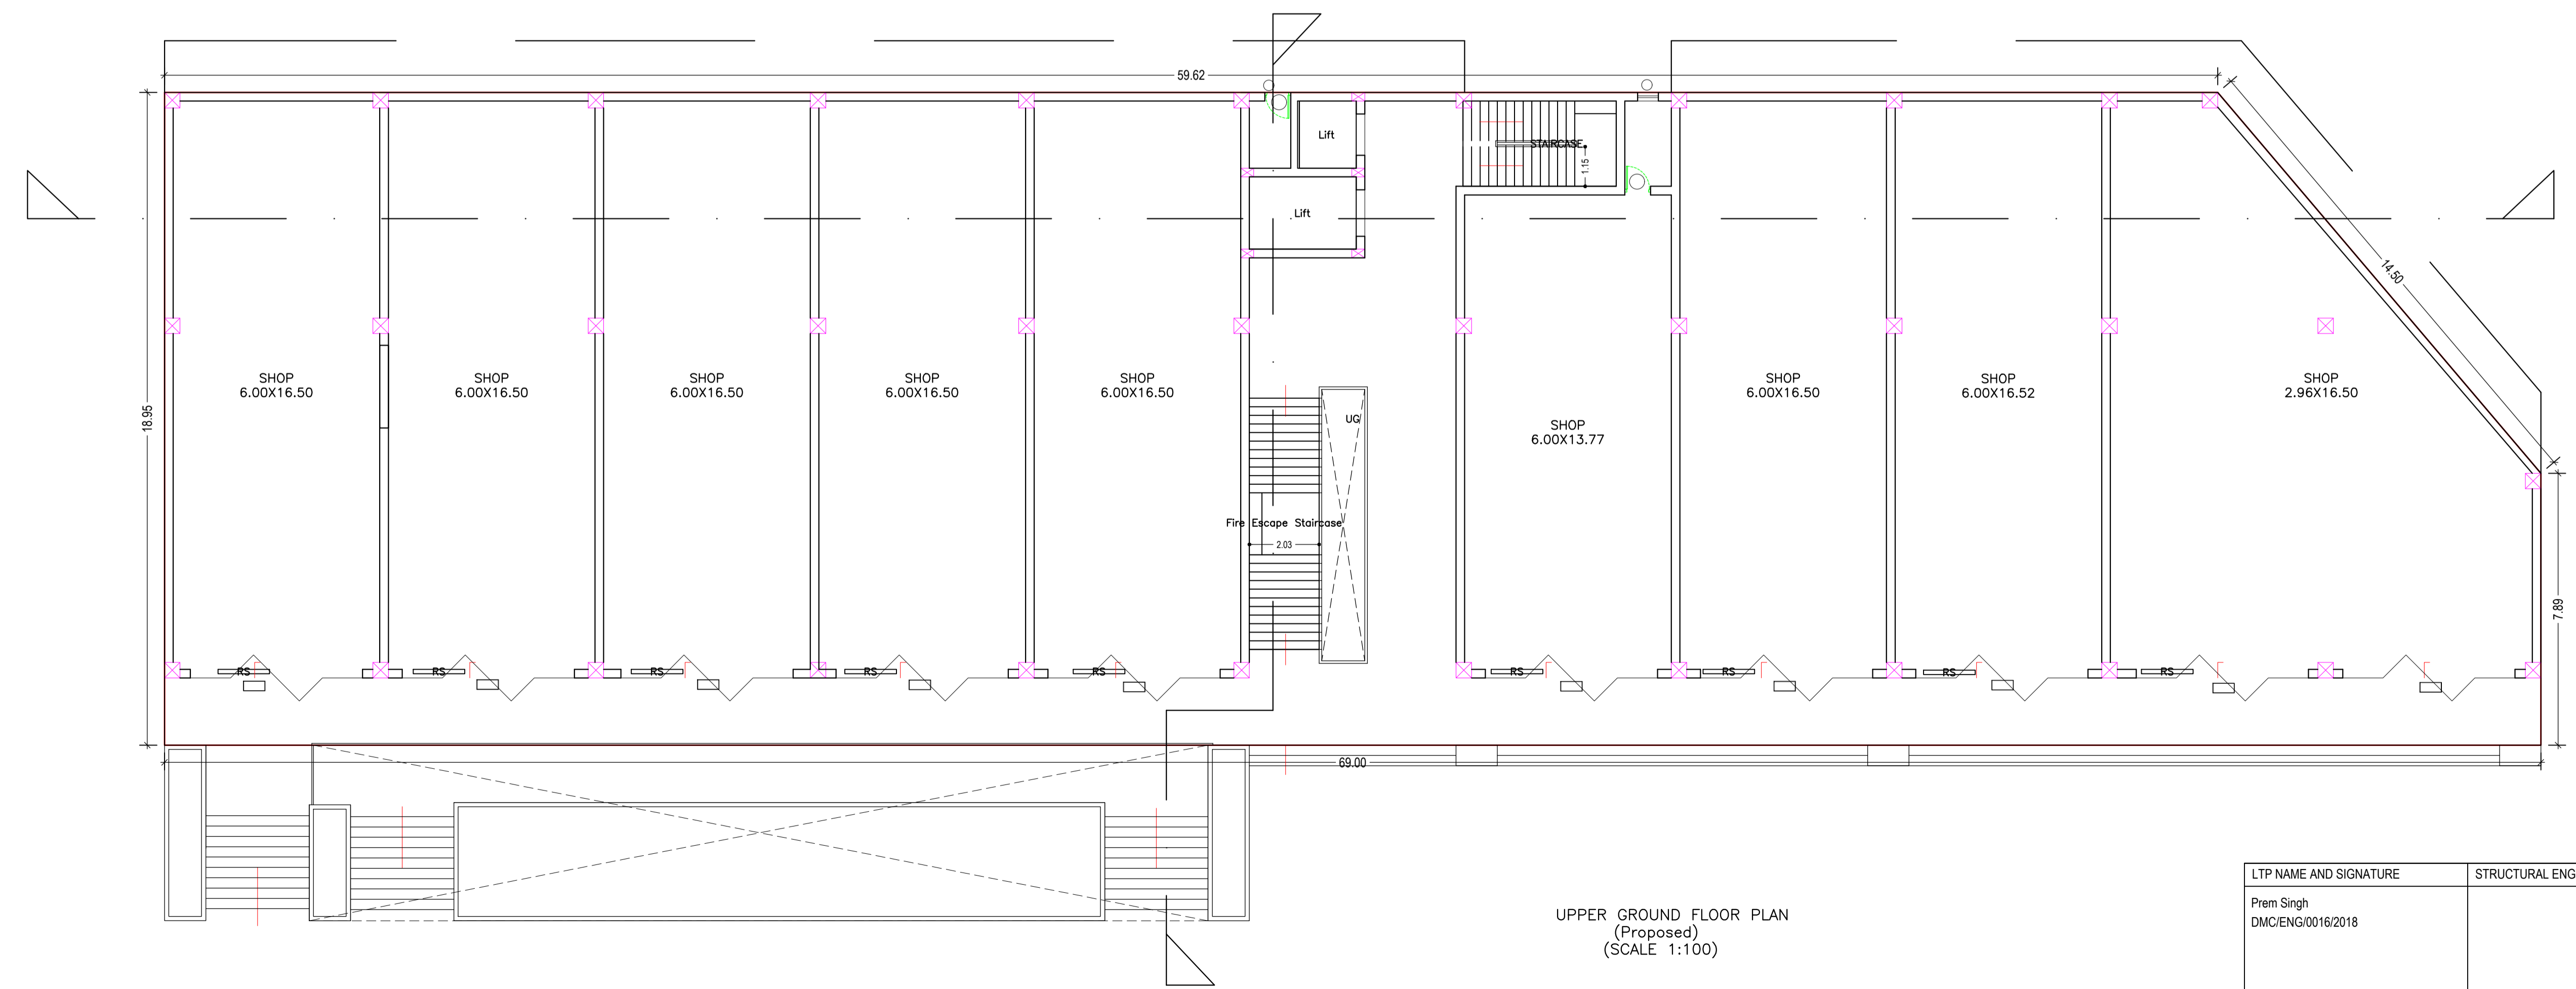 59.62
Lift
STAIRCASE
1.15
Lift
14.50
18.95
SHOP
6.00X16.50
SHOP
6.00X16.50
SHOP
6.00X16.50
SHOP
6.00X16.50
SHOP
6.00X16.50
UG
SHOP
6.00X13.77
SHOP
6.00X16.50
SHOP
6.00X16.52
SHOP
2.96X16.50
Fire Escape Staircase
2.03
7.89
RS
RS
RS
RS
RS
RS
RS
RS
RS
69.00
UPPER GROUND FLOOR PLAN
(Proposed)
(SCALE 1:100)
LTP NAME AND SIGNATURE
STRUCTURAL ENG
Prem Singh
DMC/ENG/0016/2018